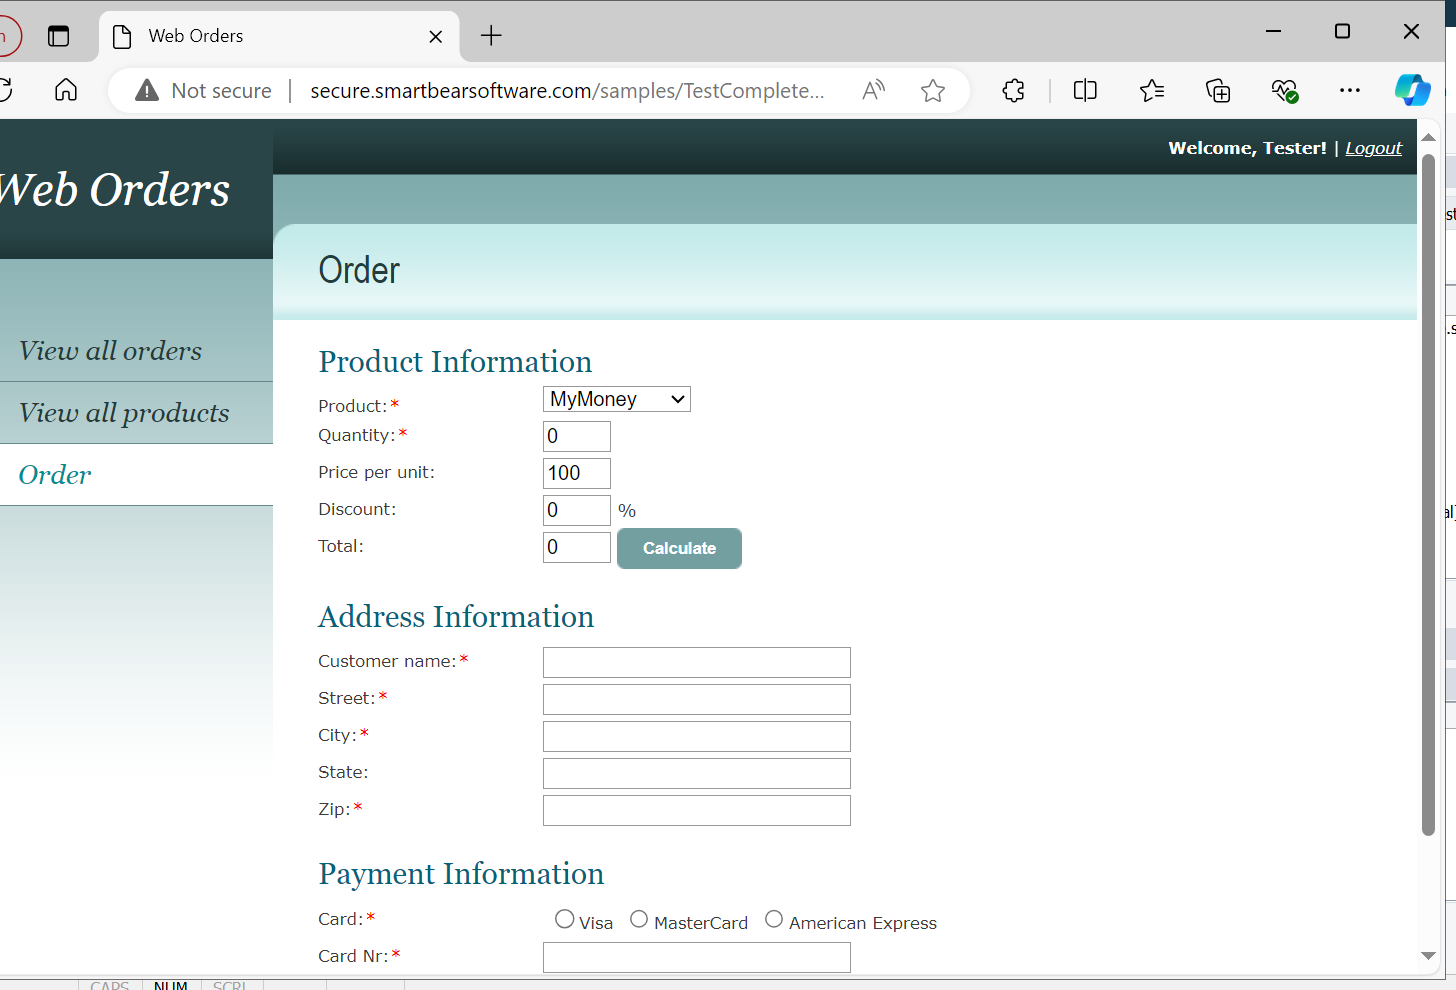 Web Orders
Not secure
secure.smartbearsoftware.com/samples/TestComplete...
Welcome, Tester! | Logout
Web Orders
Order
View all orders
View all products
Order
Product Information
Product:* MyMoney
Quantity:* 0
Price per unit: 100
Discount: 0 %
Total: 0 Calculate
Address Information
Customer name:*
Street:*
City:*
State:
Zip:*
Payment Information
Card:* Visa MasterCard American Express
Card Nr:*
CAPS NUM SCRL